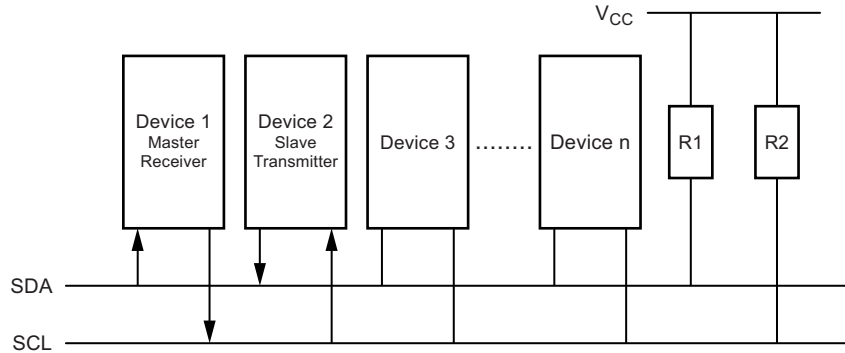 VCC
Device 1
Master
Receiver
Device 2
Slave
Transmitter
Device 3
........
Device n
R1
R2
SDA
SCL